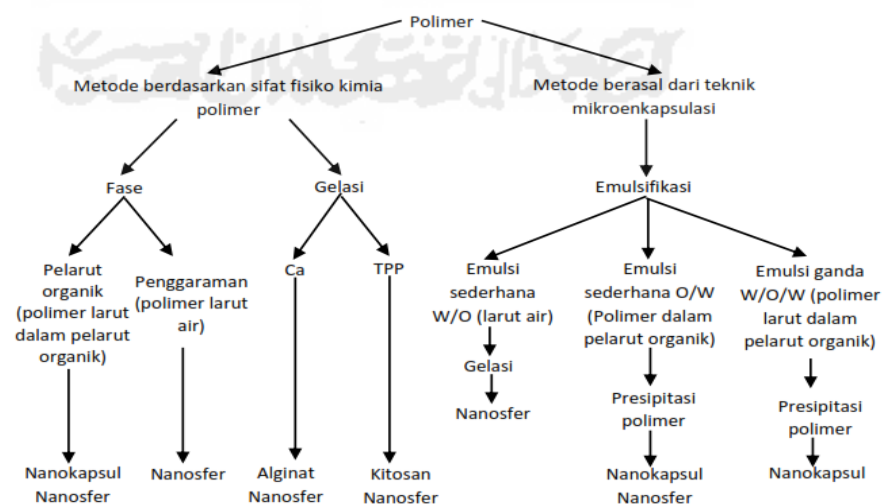 Polimer
Metode berdasarkan sifat fisiko kimia
polimer
Metode berasal dari teknik
mikroenkapsulasi
Fase
Gelasi
Emulsifikasi
Pelarut
organik
(polimer larut
dalam pelarut
organik)
Penggaraman
(polimer larut
air)
Ca
TPP
Emulsi
sederhana
W/O (larut air)
Emulsi
sederhana O/W
(Polimer dalam
pelarut organik)
Emulsi ganda
W/O/W (polimer
larut dalam
pelarut organik)
Gelasi
Nanosfer
Presipitasi
polimer
Presipitasi
polimer
Nanokapsul
Nanosfer
Nanosfer
Alginat
Nanosfer
Kitosan
Nanosfer
Nanokapsul
Nanosfer
Nanokapsul